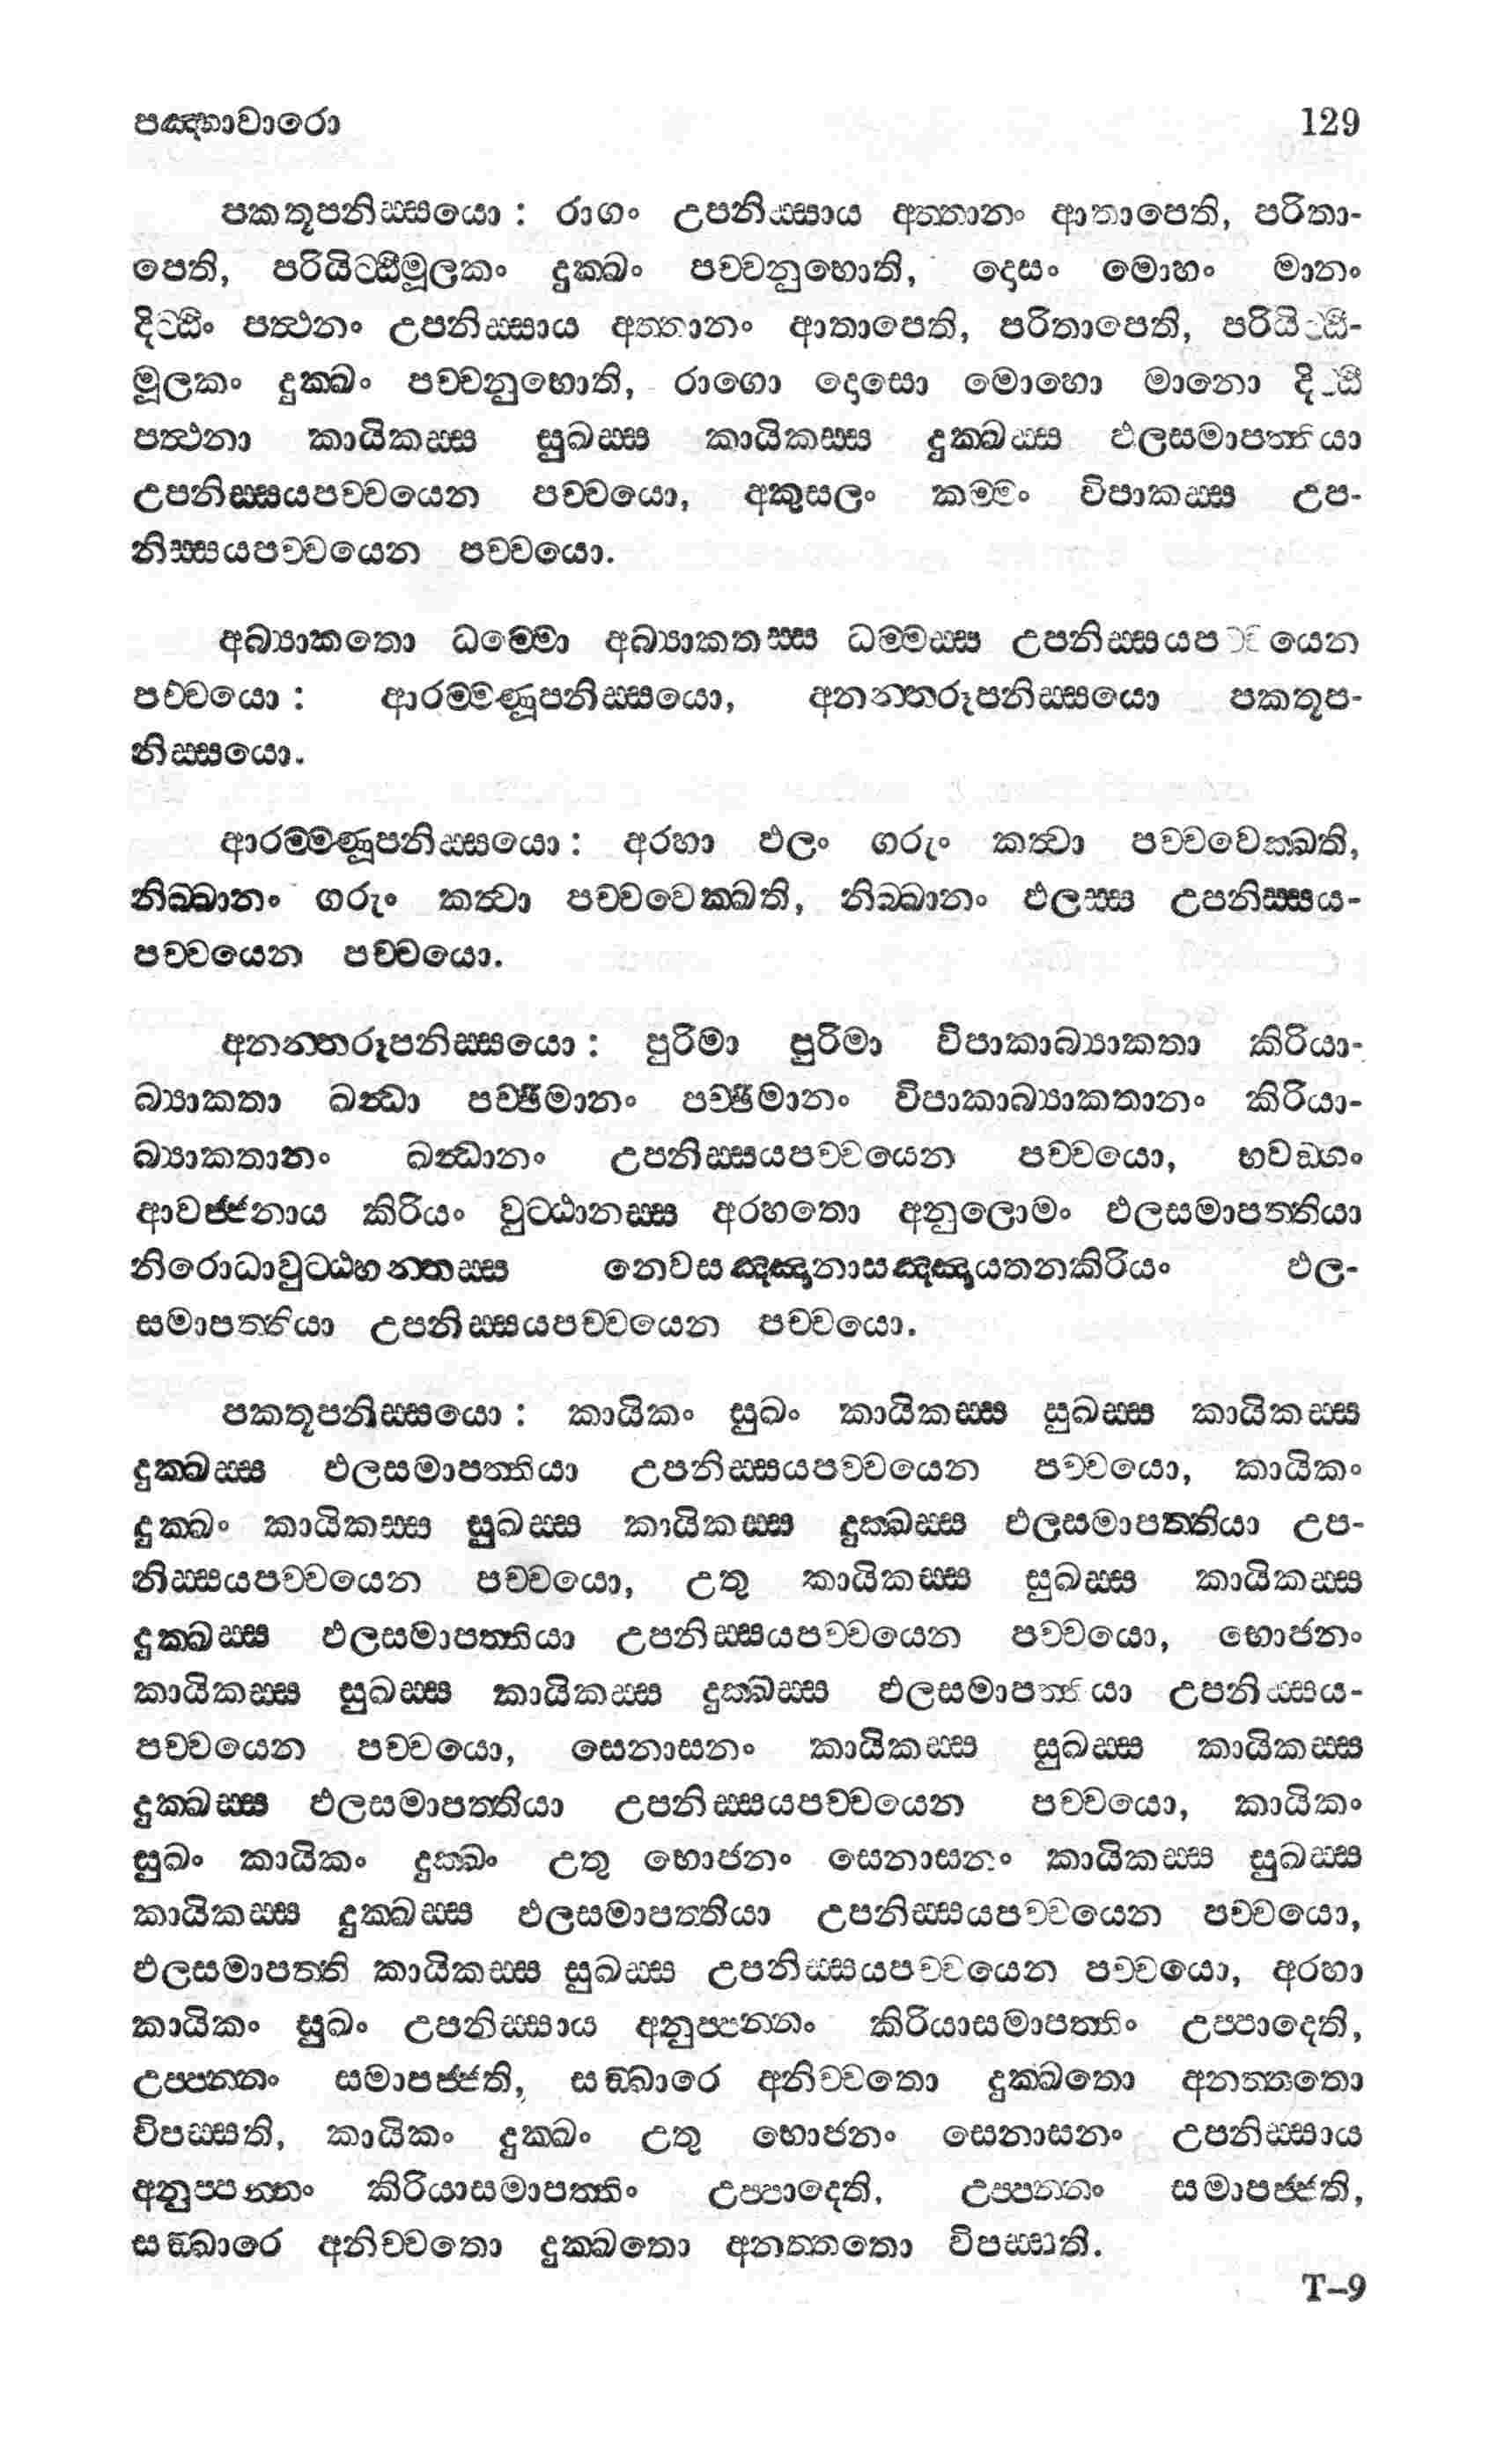 පඤ්හාවාරො 129
පකතූපනිස්සයො : රාගං උපනිස්සාය අත්තානං ආතාපෙති, පරිතා-
පෙති, පරියිට්ඨිමූලකං දුක්ඛං පච්චනුභොති, දොසං මොහං මානං
දිට්ඨිං පත්ථනං උපනිස්සාය අත්තානං ආතාපෙති, පරිතාපෙති, පරියිට්ඨි-
මූලකං දුක්ඛං පච්චනුභොති, රාගො දොසො මොහො මානො දිට්ඨි
පත්ථනා කායිකස්ස සුඛස්ස කායිකස්ස දුක්ඛස්ස ඵලසමාපත්තියා
උපනිස්සයපච්චයෙන පච්චයො, අකුසලං කම්මං විපාකස්ස උප-
නිස්සයපච්චයෙන පච්චයො.
අබ්‍යාකතො ධම්මො අබ්‍යාකතස්ස ධම්මස්ස උපනිස්සයපච්චයෙන
පච්චයො : ආරම්මණූපනිස්සයො, අනන්තරූපනිස්සයො පකතූප-
නිස්සයො.
ආරම්මණූපනිස්සයො : අරහා ඵලං ගරුං කත්වා පච්චවෙක්ඛති,
නිබ්බානං ගරුං කත්වා පච්චවෙක්ඛති, නිබ්බානං ඵලස්ස උපනිස්සය-
පච්චයෙන පච්චයො.
අනන්තරූපනිස්සයො : පුරිමා පුරිමා විපාකාබ්‍යාකතා කිරියා-
බ්‍යාකතා ඛන්ධා පච්ඡිමානං පච්ඡිමානං විපාකාබ්‍යාකතානං කිරියා-
බ්‍යාකතානං ඛන්ධානං උපනිස්සයපච්චයෙන පච්චයො, භවඞ්ගං
ආවජ්ජනාය කිරියං වුට්ඨානස්ස අරහතො අනුලොමං ඵලසමාපත්තියා
නිරොධාවුට්ඨහන්තස්ස නෙවසඤ්ඤානාසඤ්ඤායතනකිරියං ඵල-
සමාපත්තියා උපනිස්සයපච්චයෙන පච්චයො.
පකතූපනිස්සයො : කායිකං සුඛං කායිකස්ස සුඛස්ස කායිකස්ස
දුක්ඛස්ස ඵලසමාපත්තියා උපනිස්සයපච්චයෙන පච්චයො, කායිකං
දුක්ඛං කායිකස්ස සුඛස්ස කායිකස්ස දුක්ඛස්ස ඵලසමාපත්තියා උප-
නිස්සයපච්චයෙන පච්චයො, උතු කායිකස්ස සුඛස්ස කායිකස්ස
දුක්ඛස්ස ඵලසමාපත්තියා උපනිස්සයපච්චයෙන පච්චයො, භොජනං
කායිකස්ස සුඛස්ස කායිකස්ස දුක්ඛස්ස ඵලසමාපත්තියා උපනිස්සය-
පච්චයෙන පච්චයො, සෙනාසනං කායිකස්ස සුඛස්ස කායිකස්ස
දුක්ඛස්ස ඵලසමාපත්තියා උපනිස්සයපච්චයෙන පච්චයො, කායිකං
සුඛං කායිකං දුක්ඛං උතු භොජනං සෙනාසනං කායිකස්ස සුඛස්ස
කායිකස්ස දුක්ඛස්ස ඵලසමාපත්තියා උපනිස්සයපච්චයෙන පච්චයො,
ඵලසමාපත්ති කායිකස්ස සුඛස්ස උපනිස්සයපච්චයෙන පච්චයො, අරහා
කායිකං සුඛං උපනිස්සාය අනුප්පන්නං කිරියාසමාපත්තිං උප්පාදෙති,
උප්පන්නං සමාපජ්ජති, සඞ්ඛාරෙ අනිච්චතො දුක්ඛතො අනත්තතො
විපස්සති, කායිකං දුක්ඛං උතු භොජනං සෙනාසනං උපනිස්සාය
අනුප්පන්නං කිරියාසමාපත්තිං උප්පාදෙති, උප්පන්නං සමාපජ්ජති,
සඞ්ඛාරෙ අනිච්චතො දුක්ඛතො අනත්තතො විපස්සති.
T–9